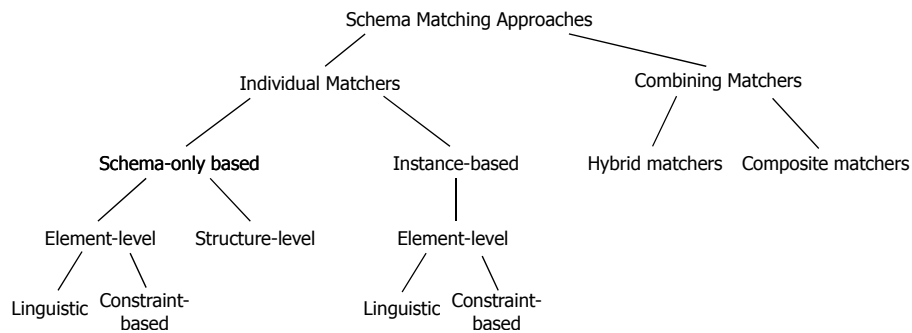 Schema Matching Approaches
Individual Matchers
Combining Matchers
Schema-only based
Instance-based
Hybrid matchers
Composite matchers
Element-level
Structure-level
Element-level
Linguistic
Constraint-
based
Linguistic
Constraint-
based